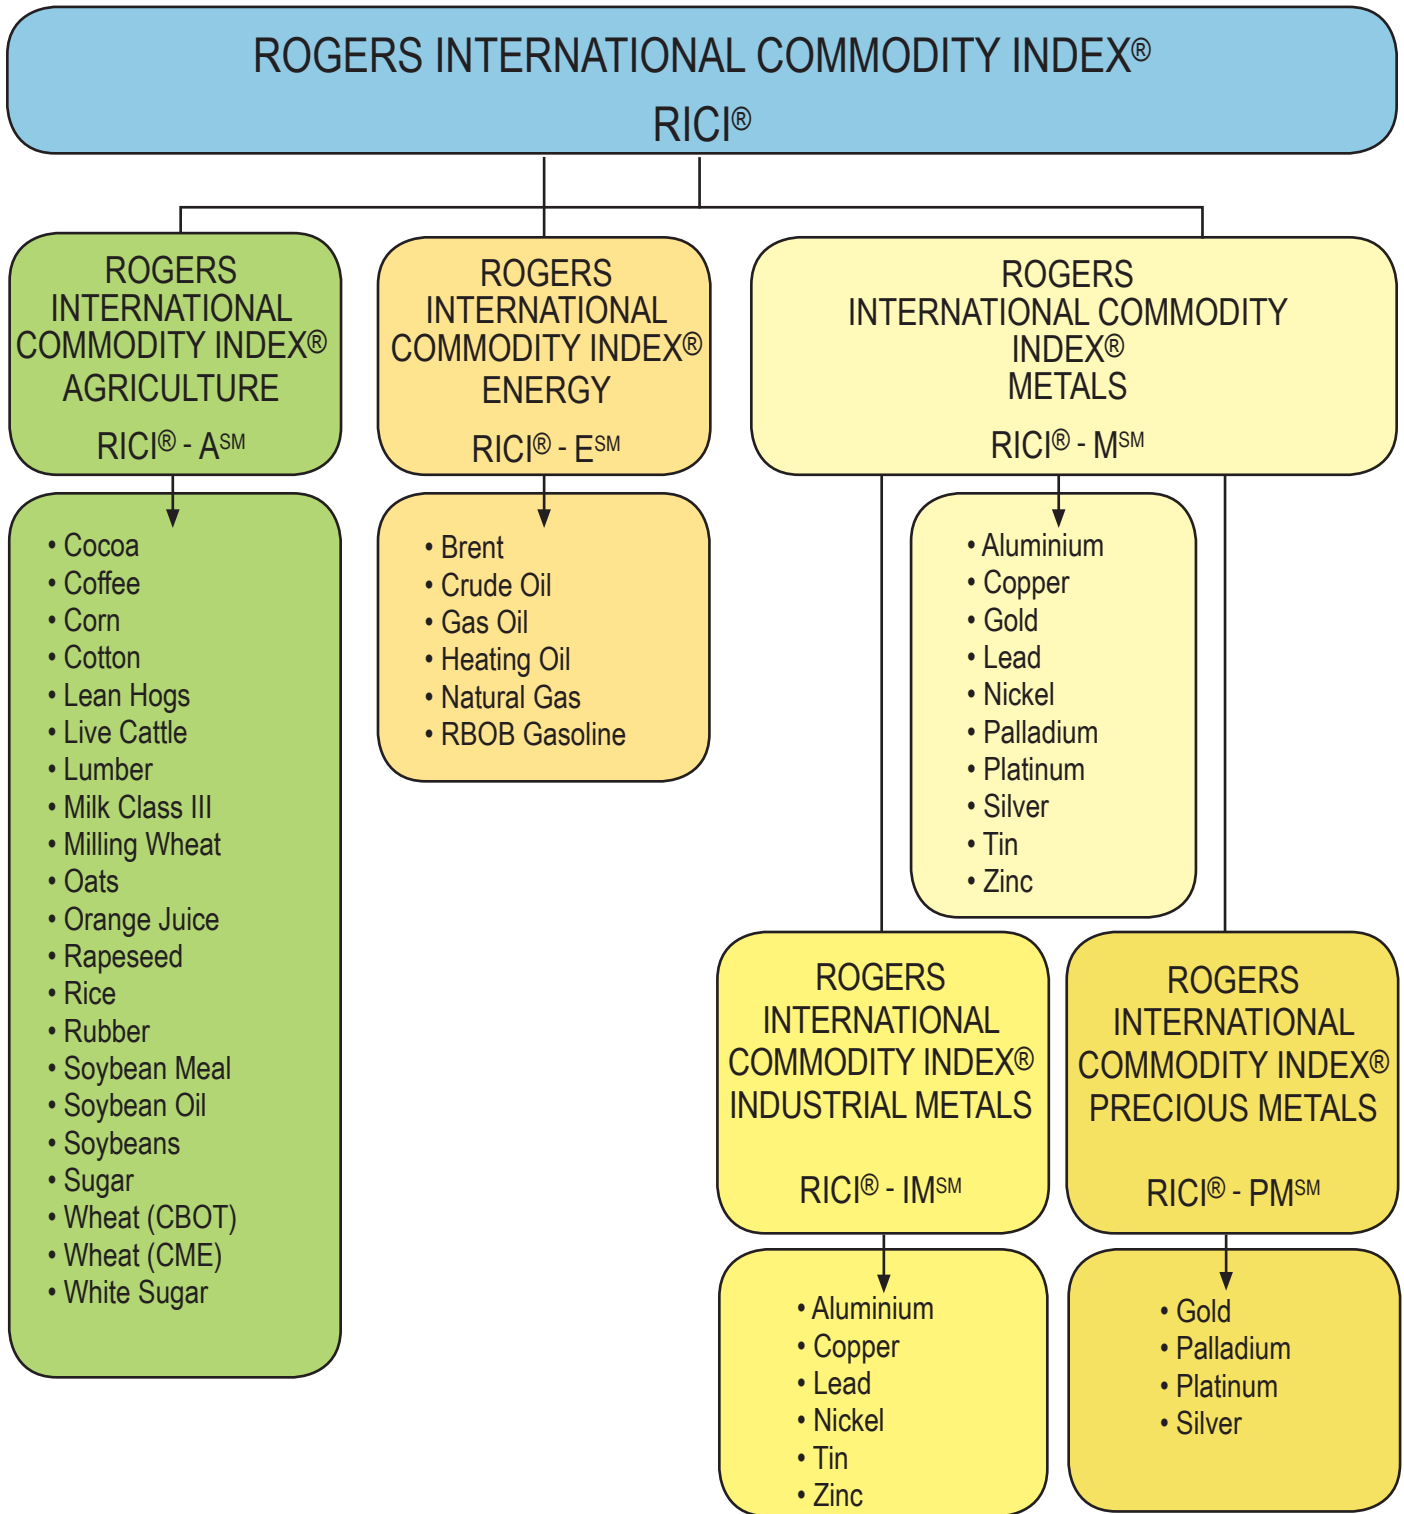 ROGERS INTERNATIONAL COMMODITY INDEX®
RICI®
ROGERS
INTERNATIONAL
COMMODITY INDEX®
AGRICULTURE
RICI® - A℠
• Cocoa
• Coffee
• Corn
• Cotton
• Lean Hogs
• Live Cattle
• Lumber
• Milk Class III
• Milling Wheat
• Oats
• Orange Juice
• Rapeseed
• Rice
• Rubber
• Soybean Meal
• Soybean Oil
• Soybeans
• Sugar
• Wheat (CBOT)
• Wheat (CME)
• White Sugar
ROGERS
INTERNATIONAL
COMMODITY INDEX®
ENERGY
RICI® - E℠
• Brent
• Crude Oil
• Gas Oil
• Heating Oil
• Natural Gas
• RBOB Gasoline
ROGERS
INTERNATIONAL COMMODITY
INDEX®
METALS
RICI® - M℠
• Aluminium
• Copper
• Gold
• Lead
• Nickel
• Palladium
• Platinum
• Silver
• Tin
• Zinc
ROGERS
INTERNATIONAL
COMMODITY INDEX®
INDUSTRIAL METALS
RICI® - IM℠
• Aluminium
• Copper
• Lead
• Nickel
• Tin
• Zinc
ROGERS
INTERNATIONAL
COMMODITY INDEX®
PRECIOUS METALS
RICI® - PM℠
• Gold
• Palladium
• Platinum
• Silver